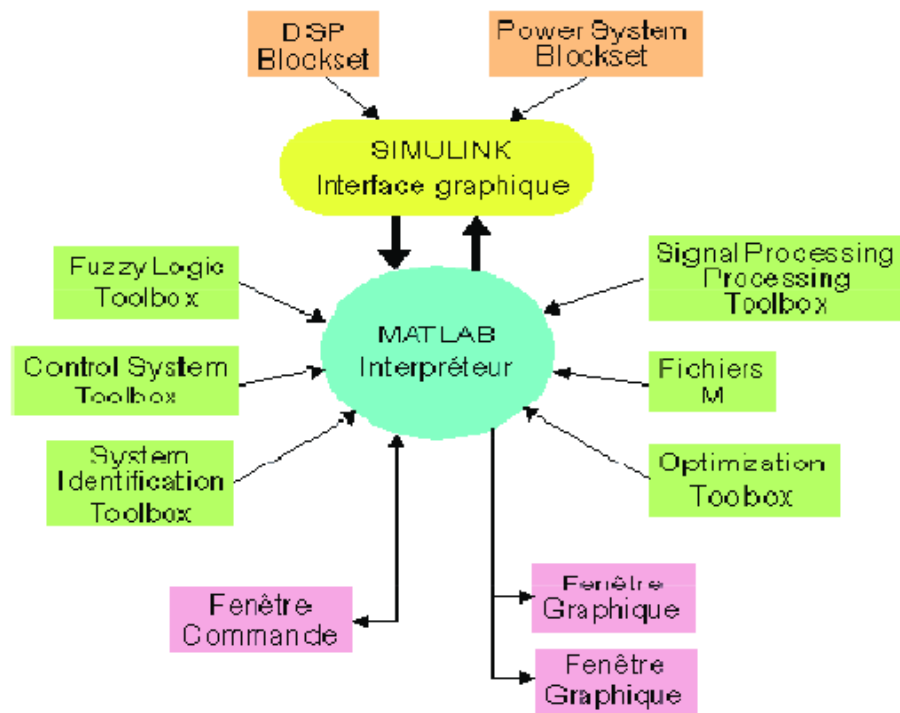 DSP
Blockset
Power System
Blockset
SIMULINK
Interface graphique
Fuzzy Logic
Toolbox
Signal Processing
Processing
Toolbox
MATLAB
Interpréteur
Control System
Toolbox
Fichiers
M
System
Identification
Toolbox
Optimization
Toolbox
Fenêtre
Commande
Fenêtre
Graphique
Fenêtre
Graphique